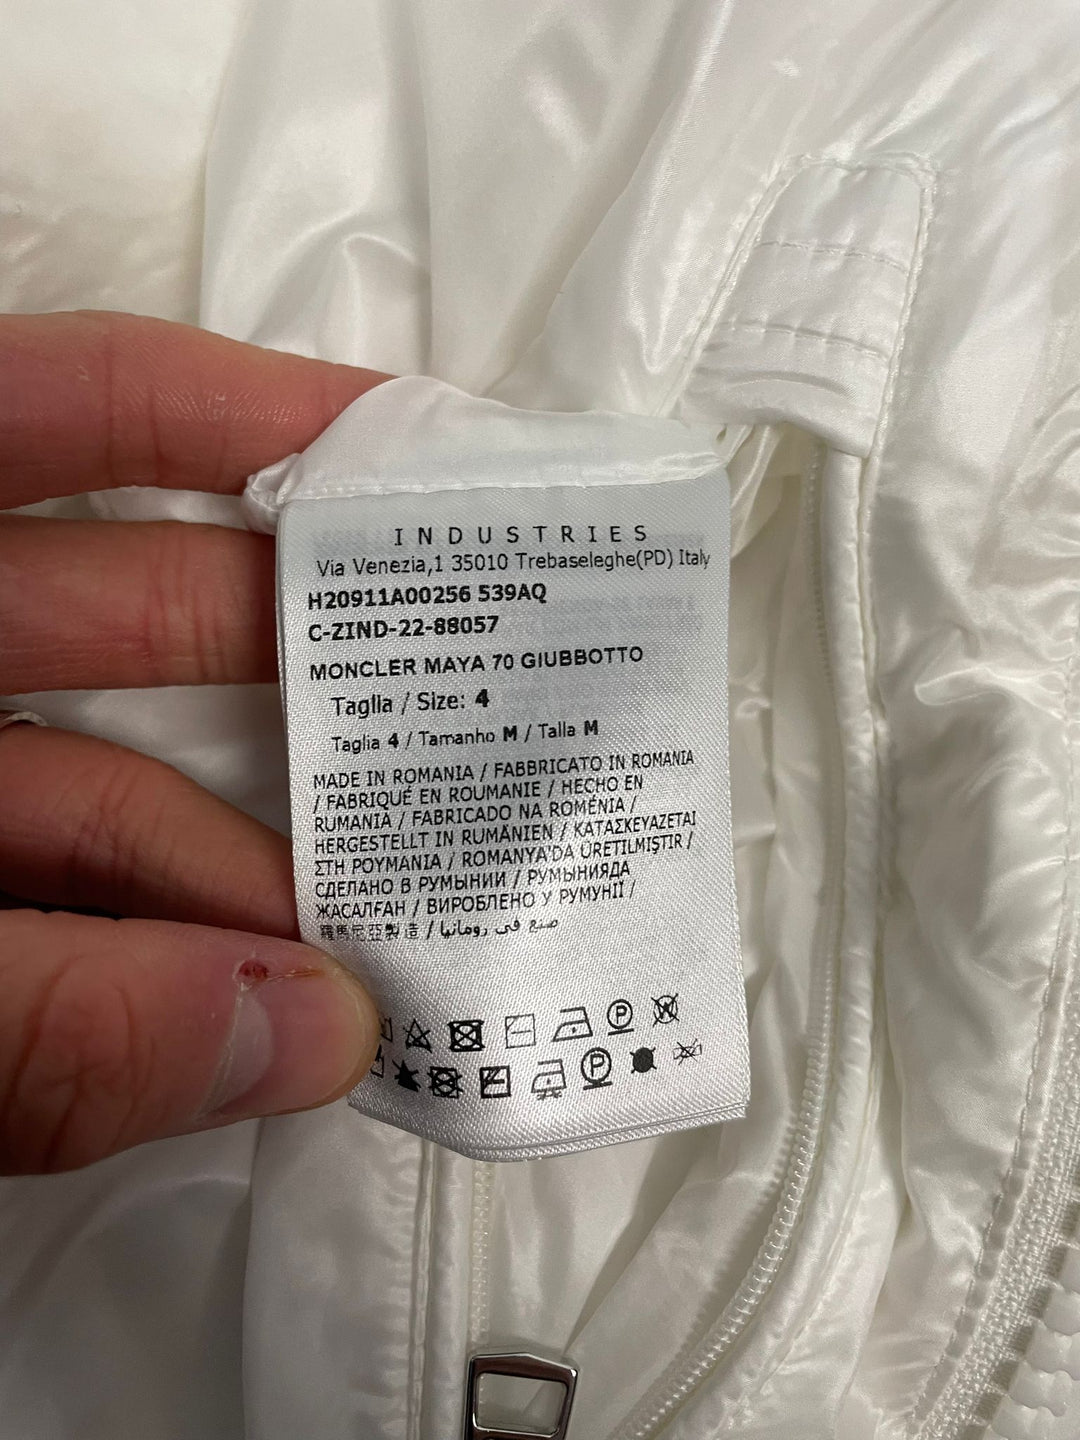 INDUSTRIES
Via Venezia,1 35010 Trebaseleghe(PD) Italy
H20911A00256 539AQ
C-ZIND-22-88057
MONCLER MAYA 70 GIUBBOTTO
Taglia / Size: 4
Taglia 4 / Tamanho M / Talla M
MADE IN ROMANIA / FABBRICATO IN ROMANIA
/ FABRIQUÉ EN ROUMANIE / HECHO EN
RUMANIA / FABRICADO NA ROMÉNIA /
HERGESTELLT IN RUMÄNIEN / ΚΑΤΑΣΚΕΥΑΖΕΤΑΙ
ΣΤΗ ΡΟΥΜΑΝΙΑ / ROMANYA'DA ÜRETILMIŞTIR /
СДЕЛАНО В РУМЫНИИ / РУМЫНИЯДА
ЖАСАЛҒАН / ВИРОБЛЕНО У РУМУНІЇ /
羅馬尼亞製造 / صنع في رومانيا
P W
P